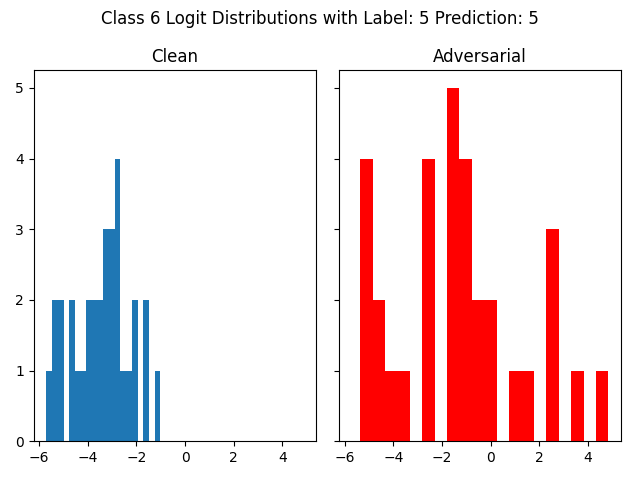 Class 6 Logit Distributions with Label: 5 Prediction: 5
Clean
Adversarial
5
4
3
2
1
0
−6 −4 −2 0 2 4
−6 −4 −2 0 2 4